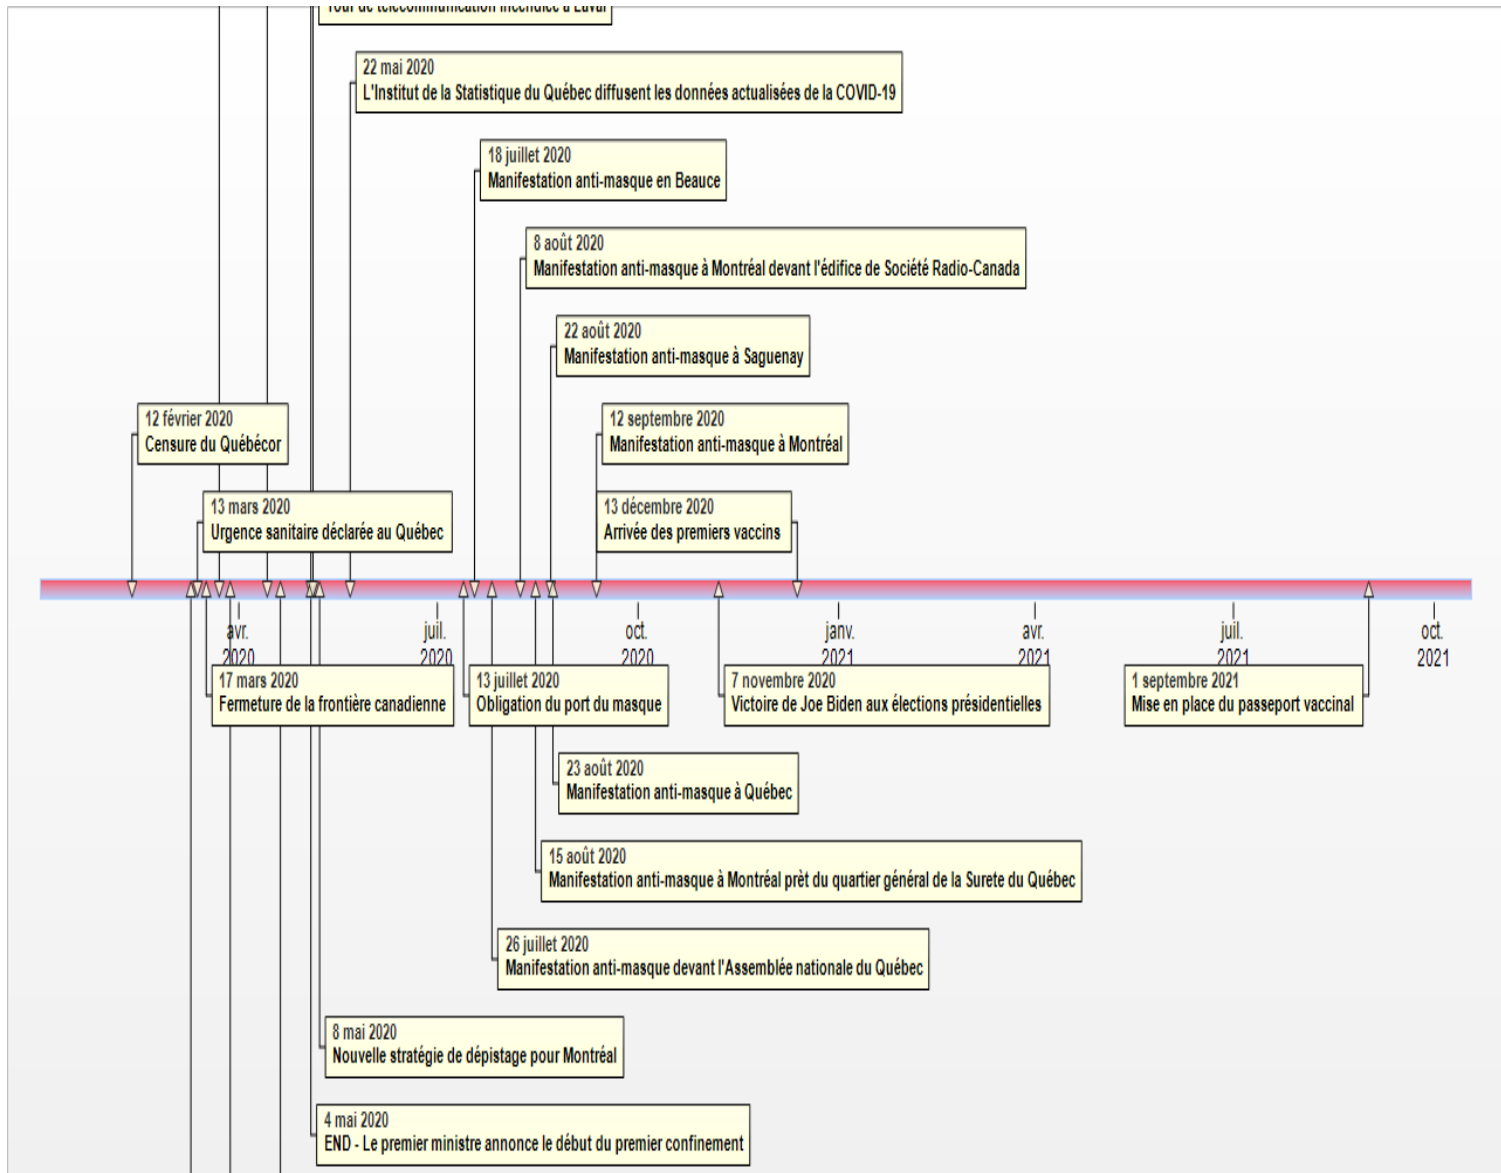 Tour de télécommunication incendiée à Laval
22 mai 2020
L'Institut de la Statistique du Québec diffusent les données actualisées de la COVID-19
18 juillet 2020
Manifestation anti-masque en Beauce
8 août 2020
Manifestation anti-masque à Montréal devant l'édifice de Société Radio-Canada
22 août 2020
Manifestation anti-masque à Saguenay
12 février 2020
Censure du Québécor
12 septembre 2020
Manifestation anti-masque à Montréal
13 mars 2020
Urgence sanitaire déclarée au Québec
13 décembre 2020
Arrivée des premiers vaccins
avr.
2020
juil.
2020
oct.
2020
janv.
2021
avr.
2021
juil.
2021
oct.
2021
17 mars 2020
Fermeture de la frontière canadienne
13 juillet 2020
Obligation du port du masque
7 novembre 2020
Victoire de Joe Biden aux élections présidentielles
1 septembre 2021
Mise en place du passeport vaccinal
23 août 2020
Manifestation anti-masque à Québec
15 août 2020
Manifestation anti-masque à Montréal prèt du quartier général de la Surete du Québec
26 juillet 2020
Manifestation anti-masque devant l'Assemblée nationale du Québec
8 mai 2020
Nouvelle stratégie de dépistage pour Montréal
4 mai 2020
END - Le premier ministre annonce le début du premier confinement